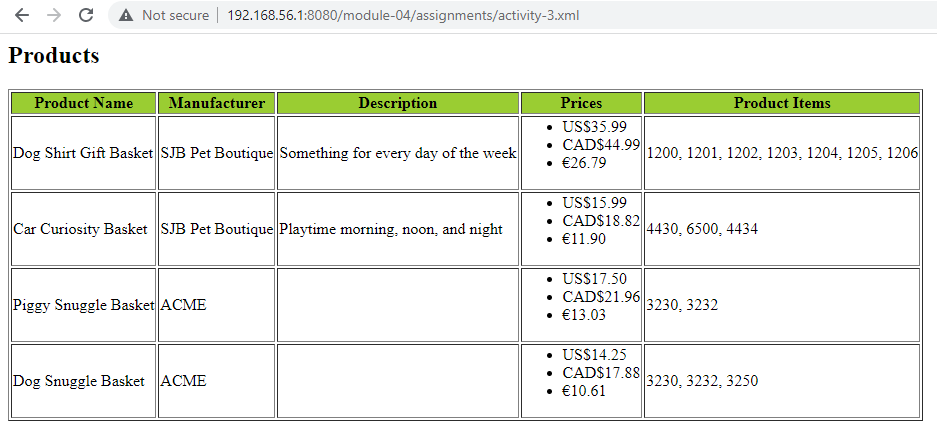 Not secure | 192.168.56.1:8080/module-04/assignments/activity-3.xml
Products
Product Name Manufacturer Description Prices Product Items
Dog Shirt Gift Basket SJB Pet Boutique Something for every day of the week
• US$35.99
• CAD$44.99
• €26.79
1200, 1201, 1202, 1203, 1204, 1205, 1206
Car Curiosity Basket SJB Pet Boutique Playtime morning, noon, and night
• US$15.99
• CAD$18.82
• €11.90
4430, 6500, 4434
Piggy Snuggle Basket ACME
• US$17.50
• CAD$21.96
• €13.03
3230, 3232
Dog Snuggle Basket ACME
• US$14.25
• CAD$17.88
• €10.61
3230, 3232, 3250